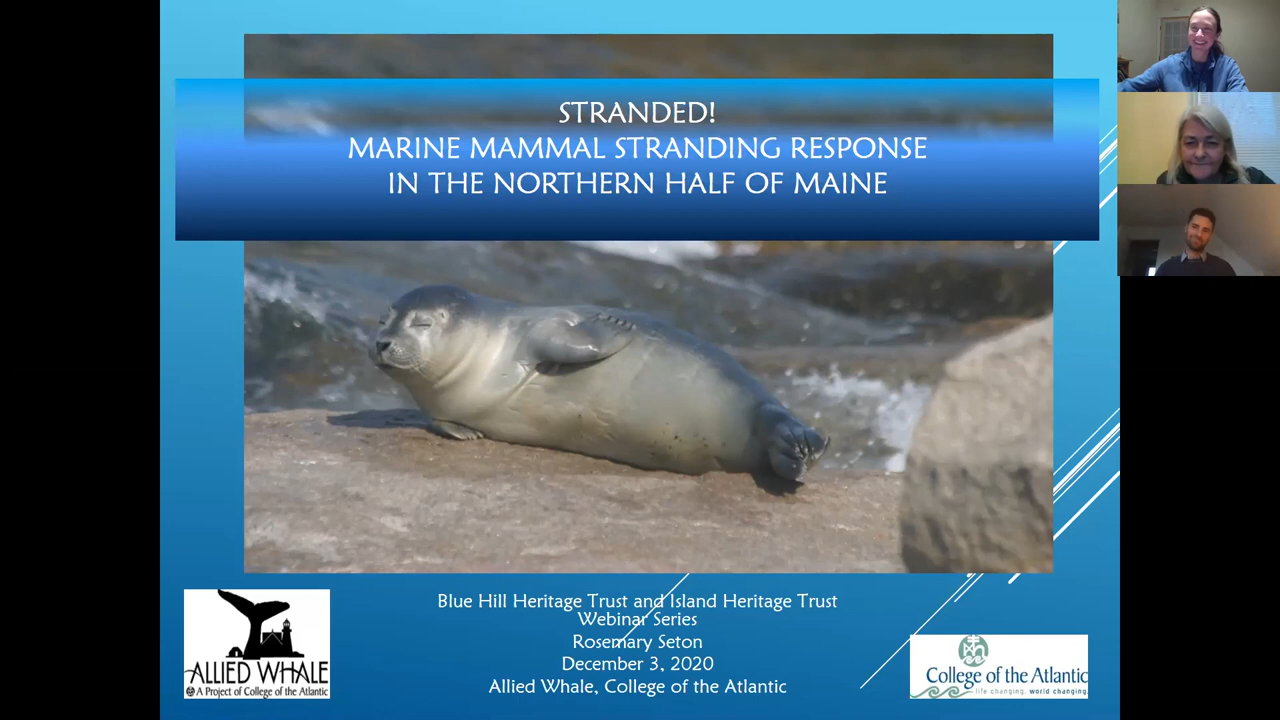 STRANDED!
MARINE MAMMAL STRANDING RESPONSE
IN THE NORTHERN HALF OF MAINE
Blue Hill Heritage Trust and Island Heritage Trust
Webinar Series
Rosemary Seton
December 3, 2020
Allied Whale, College of the Atlantic
ALLIED WHALE
A Project of College of the Atlantic
College of the Atlantic
life changing. world changing.